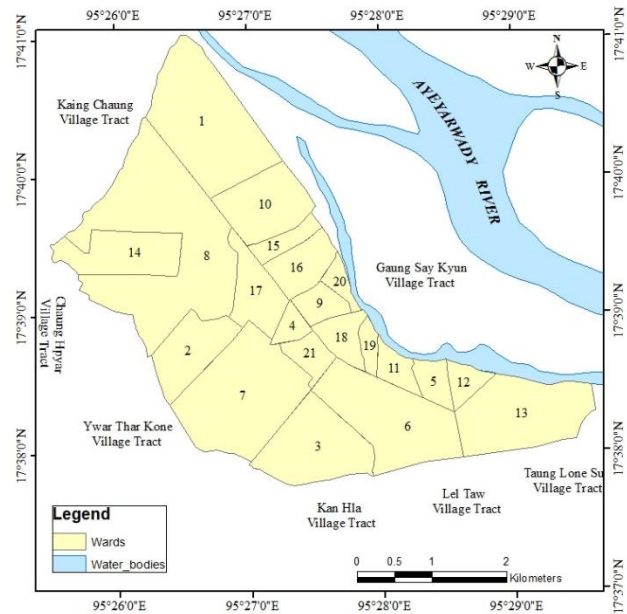 95°26'0"E 95°27'0"E 95°28'0"E 95°29'0"E
17°41'0"N
17°41'0"N
N
W E
S
Kaing Chaung
Village Tract
AYEYARWADY RIVER
1
17°40'0"N
17°40'0"N
10
15
14
8
16
Gaung Say Kyun
Village Tract
20
17
9
17°39'0"N
17°39'0"N
Chaung Hpyar
Village Tract
4
18
19
2
21
11
5
12
7
13
6
Ywar Thar Kone
Village Tract
3
17°38'0"N
17°38'0"N
Taung Lone Su
Village Tract
Lel Taw
Village Tract
Kan Hla
Village Tract
Legend
Wards
Water_bodies
0 0.5 1 2
Kilometers
17°37'0"N
95°26'0"E 95°27'0"E 95°28'0"E 95°29'0"E